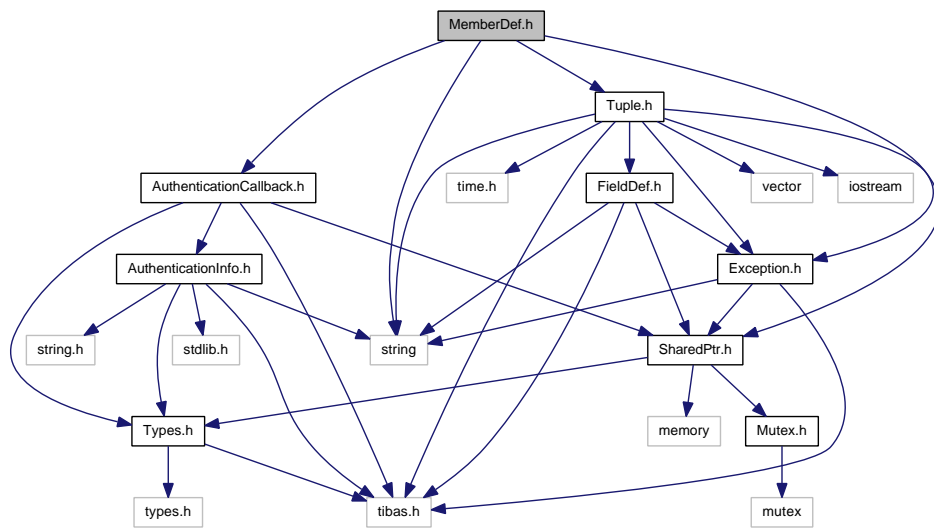 MemberDef.h
Tuple.h
AuthenticationCallback.h
time.h
FieldDef.h
vector
iostream
AuthenticationInfo.h
Exception.h
string.h
stdlib.h
string
SharedPtr.h
Types.h
memory
Mutex.h
types.h
tibas.h
mutex